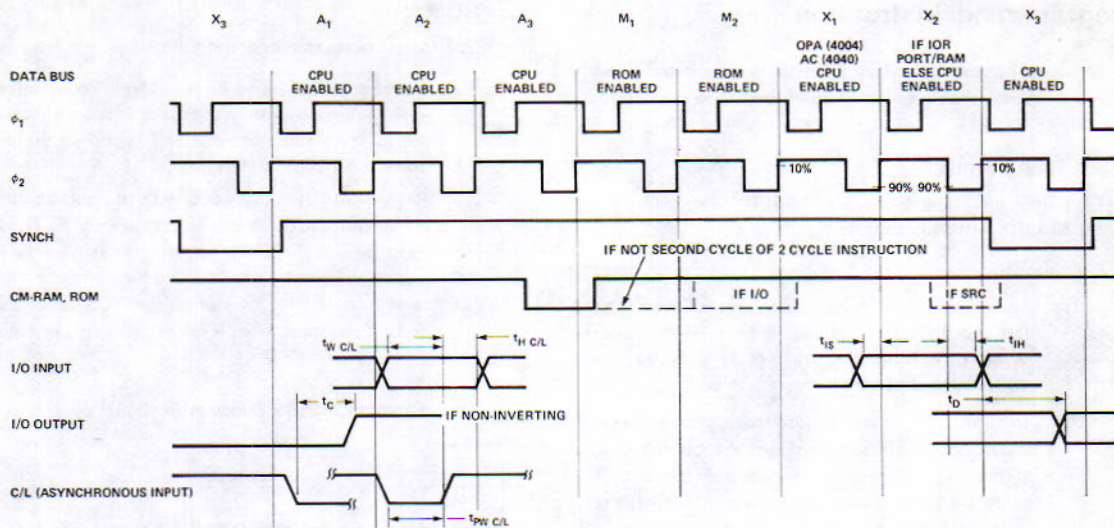 X3 A1 A2 A3 M1 M2 X1 X2 X3
DATA BUS
CPU ENABLED
CPU ENABLED
CPU ENABLED
ROM ENABLED
ROM ENABLED
OPA (4004) AC (4040) CPU ENABLED
IF IOR PORT/RAM ELSE CPU ENABLED
CPU ENABLED
ϕ1
ϕ2
10%
90% 90%
10%
SYNCH
IF NOT SECOND CYCLE OF 2 CYCLE INSTRUCTION
CM-RAM, ROM
IF I/O
IF SRC
I/O INPUT
tW C/L
tH C/L
tIS
tIH
I/O OUTPUT
tC
IF NON-INVERTING
tD
C/L (ASYNCHRONOUS INPUT)
tPW C/L